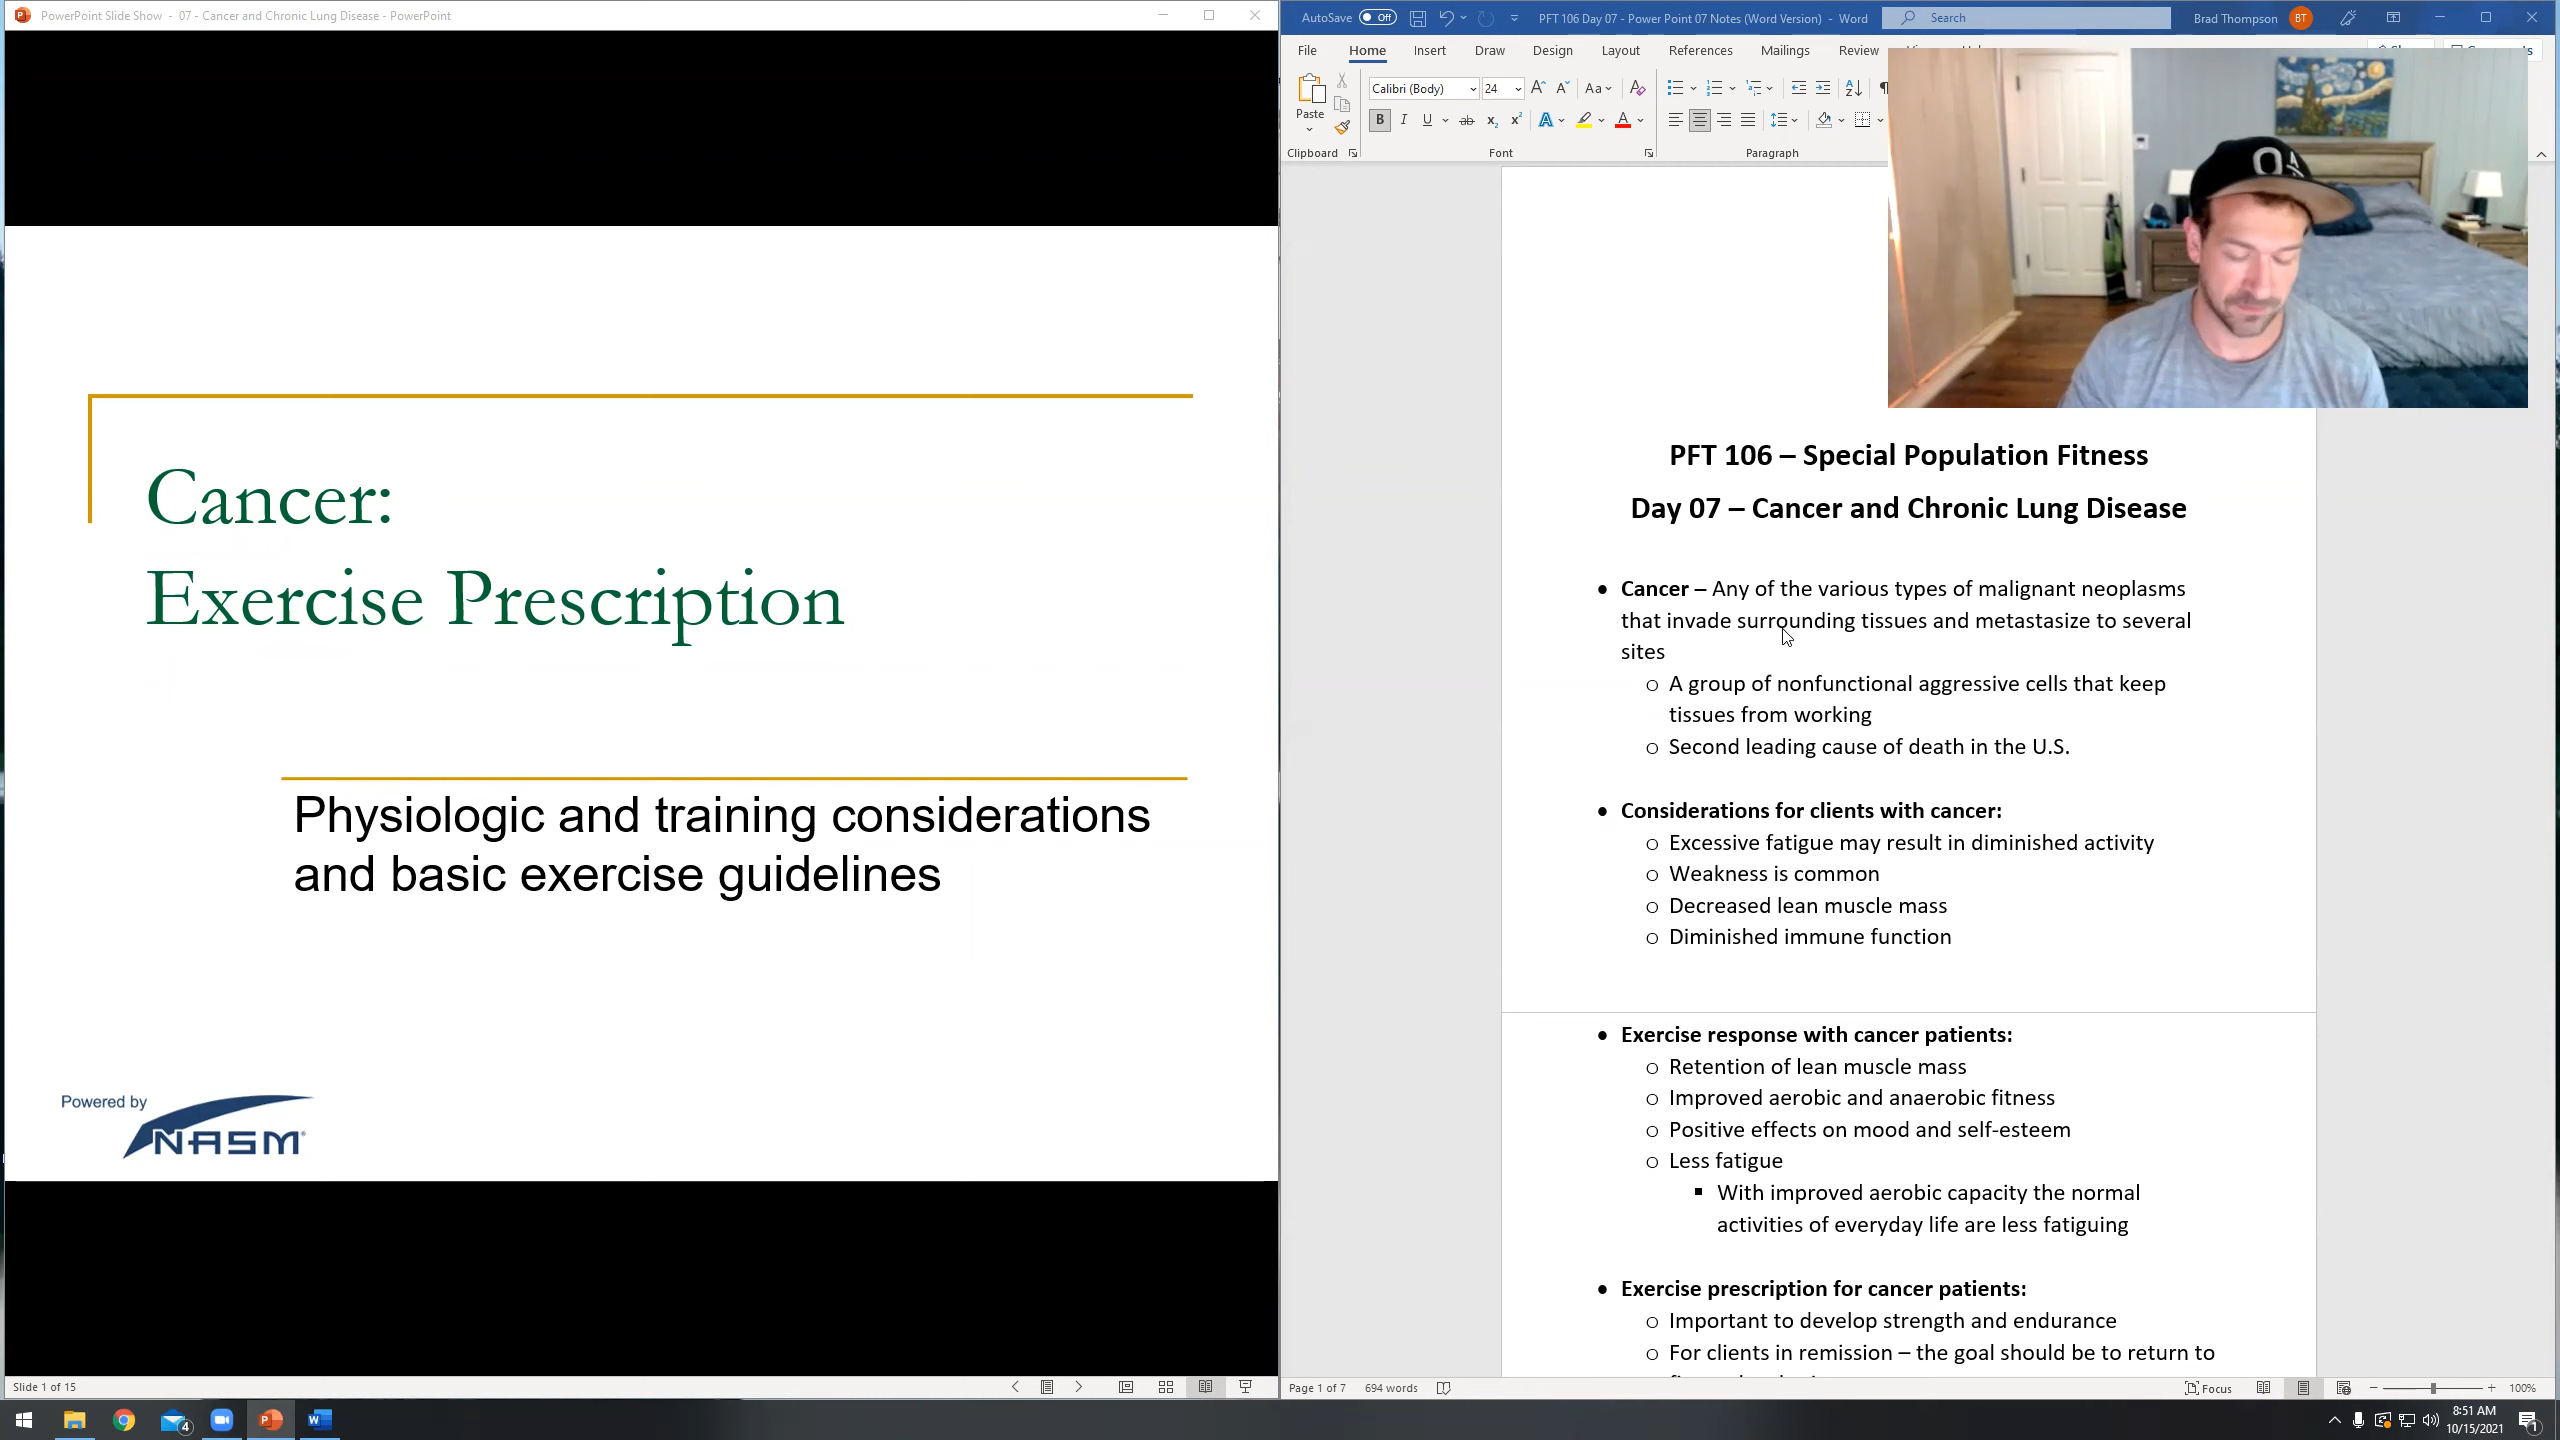 PowerPoint Slide Show - 07 - Cancer and Chronic Lung Disease - PowerPoint
Cancer:
Exercise Prescription
Physiologic and training considerations
and basic exercise guidelines
Powered by
NASM
Slide 1 of 15
AutoSave Off
PFT 106 Day 07 - Power Point 07 Notes (Word Version) - Word
Search
Brad Thompson BT
File Home Insert Draw Design Layout References Mailings Review
Paste
Calibri (Body) 24
Aa
B I U ab x₂ x² A A
Clipboard Font Paragraph
PFT 106 – Special Population Fitness
Day 07 – Cancer and Chronic Lung Disease
• Cancer – Any of the various types of malignant neoplasms
that invade surrounding tissues and metastasize to several
sites
o A group of nonfunctional aggressive cells that keep
tissues from working
o Second leading cause of death in the U.S.
• Considerations for clients with cancer:
o Excessive fatigue may result in diminished activity
o Weakness is common
o Decreased lean muscle mass
o Diminished immune function
• Exercise response with cancer patients:
o Retention of lean muscle mass
o Improved aerobic and anaerobic fitness
o Positive effects on mood and self-esteem
o Less fatigue
▪ With improved aerobic capacity the normal
activities of everyday life are less fatiguing
• Exercise prescription for cancer patients:
o Important to develop strength and endurance
o For clients in remission – the goal should be to return to
Page 1 of 7 694 words
Focus
100%
4
8:51 AM
10/15/2021
1